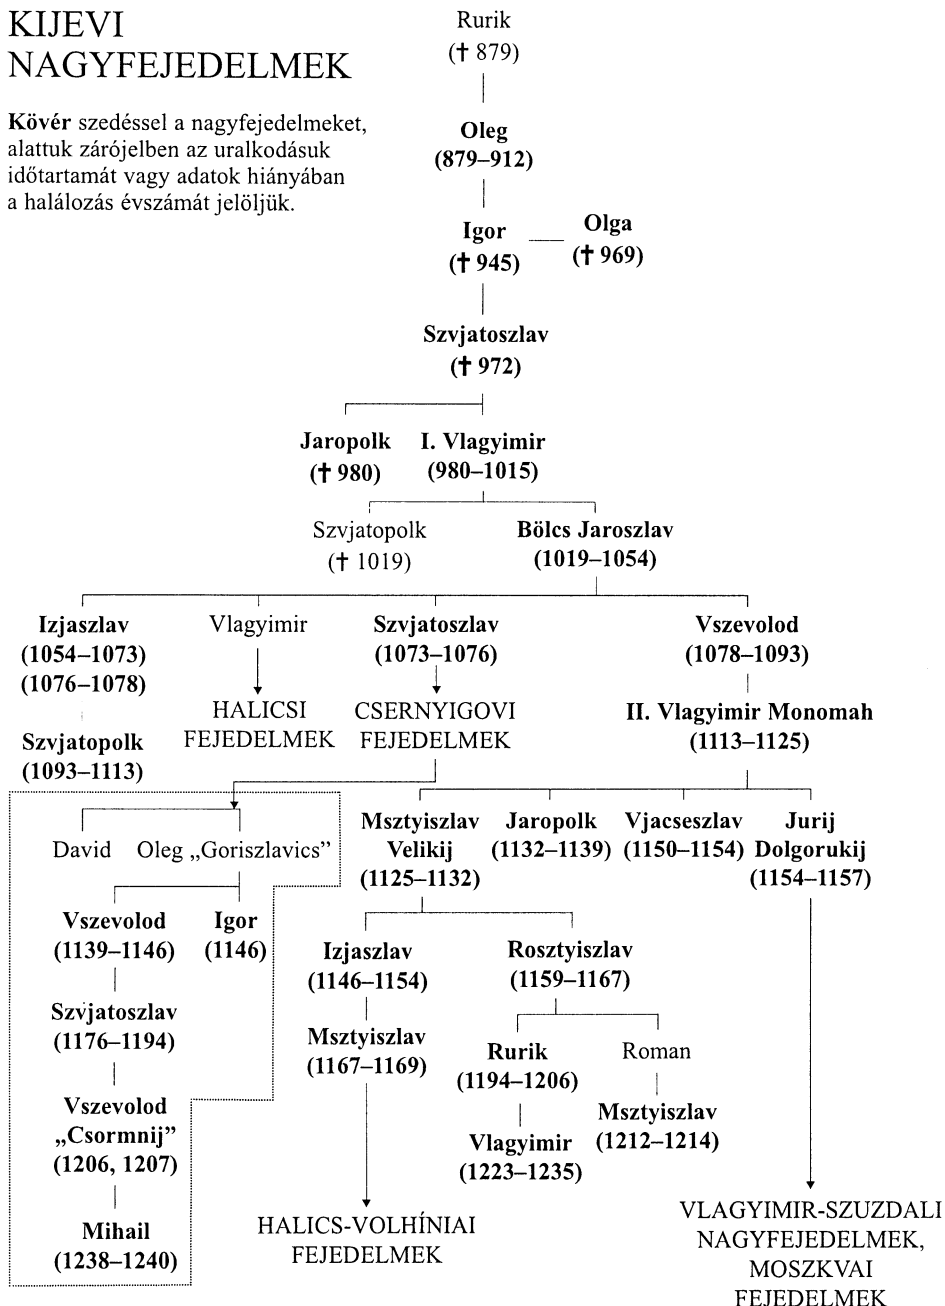 KIJEVI
NAGYFEJEDELMEK
Kövér szedéssel a nagyfejedelmeket,
alattuk zárójelben az uralkodásuk
időtartamát vagy adatok hiányában
a halálozás évszámát jelöljük.
Rurik
(✝ 879)
Oleg
(879–912)
Igor
(✝ 945)
Olga
(✝ 969)
Szvjatoszlav
(✝ 972)
Jaropolk
(✝ 980)
I. Vlagyimir
(980–1015)
Szvjatopolk
(✝ 1019)
Bölcs Jaroszlav
(1019–1054)
Izjaszlav
(1054–1073)
(1076–1078)
Vlagyimir
Szvjatoszlav
(1073–1076)
Vszevolod
(1078–1093)
HALICSI
FEJEDELMEK
CSERNYIGOVI
FEJEDELMEK
II. Vlagyimir Monomah
(1113–1125)
Szvjatopolk
(1093–1113)
David
Oleg „Goriszlavics”
Msztyiszlav
Velikij
(1125–1132)
Jaropolk
(1132–1139)
Vjacseszlav
(1150–1154)
Jurij
Dolgorukij
(1154–1157)
Vszevolod
(1139–1146)
Igor
(1146)
Izjaszlav
(1146–1154)
Rosztyiszlav
(1159–1167)
Szvjatoszlav
(1176–1194)
Msztyiszlav
(1167–1169)
Rurik
(1194–1206)
Roman
Vszevolod
„Csormnij”
(1206, 1207)
Vlagyimir
(1223–1235)
Msztyiszlav
(1212–1214)
Mihail
(1238–1240)
HALICS-VOLHÍNIAI
FEJEDELMEK
VLAGYIMIR-SZUZDALI
NAGYFEJEDELMEK,
MOSZKVAI
FEJEDELMEK